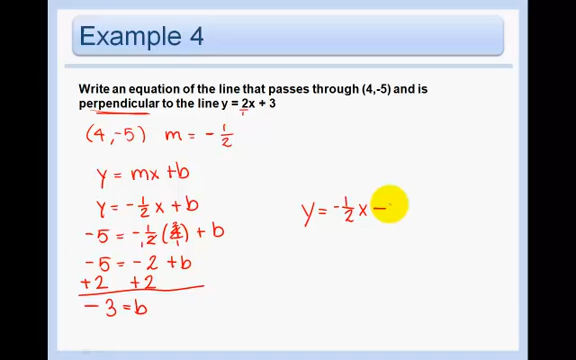 Example 4
Write an equation of the line that passes through (4,-5) and is
perpendicular to the line y = 2x + 3
(4,-5) m = -1/2
y = mx + b
y = -1/2 x + b
-5 = -1/2 (4) + b
-5 = -2 + b
+2 +2
-3 = b
y = -1/2 x -